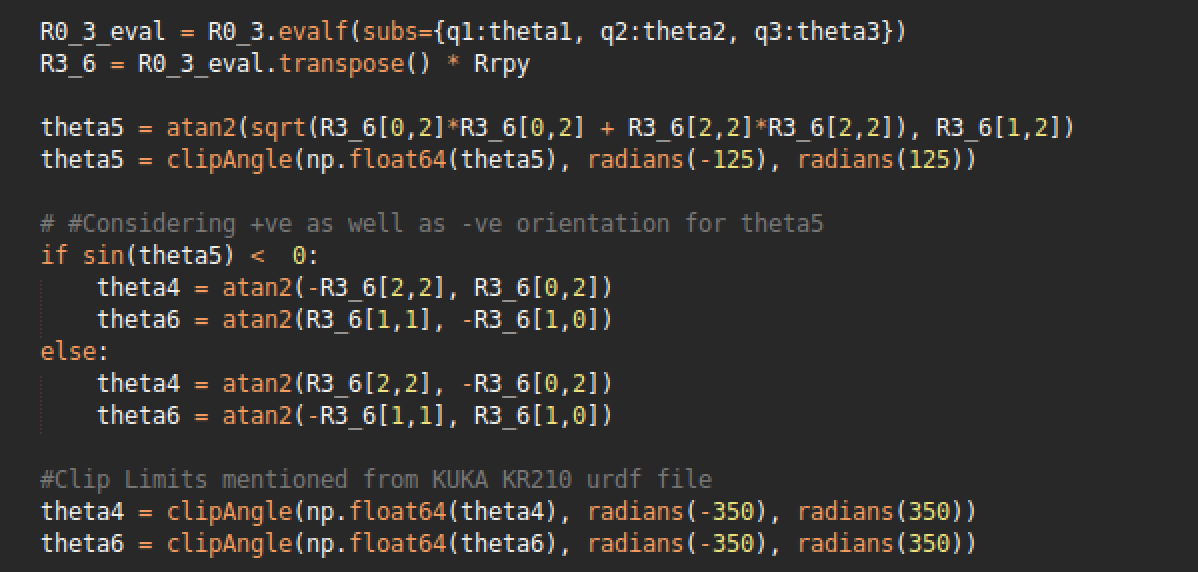 R0_3_eval = R0_3.evalf(subs={q1:theta1, q2:theta2, q3:theta3})
R3_6 = R0_3_eval.transpose() * Rrpy

theta5 = atan2(sqrt(R3_6[0,2]*R3_6[0,2] + R3_6[2,2]*R3_6[2,2]), R3_6[1,2])
theta5 = clipAngle(np.float64(theta5), radians(-125), radians(125))

# #Considering +ve as well as -ve orientation for theta5
if sin(theta5) <  0:
    theta4 = atan2(-R3_6[2,2], R3_6[0,2])
    theta6 = atan2(R3_6[1,1], -R3_6[1,0])
else:
    theta4 = atan2(R3_6[2,2], -R3_6[0,2])
    theta6 = atan2(-R3_6[1,1], R3_6[1,0])

#Clip Limits mentioned from KUKA KR210 urdf file
theta4 = clipAngle(np.float64(theta4), radians(-350), radians(350))
theta6 = clipAngle(np.float64(theta6), radians(-350), radians(350))